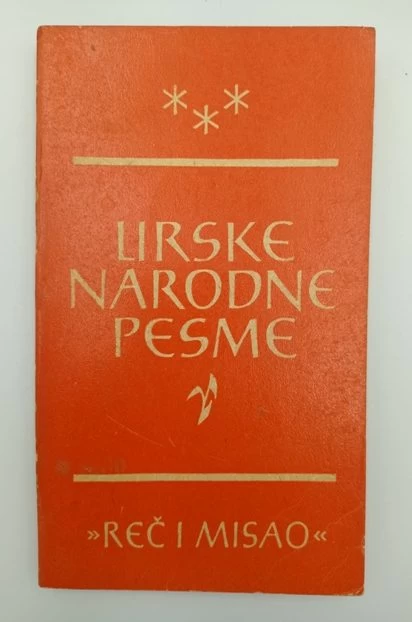 ***
LIRSKE
NARODNE
PESME
»REČ I MISAO«